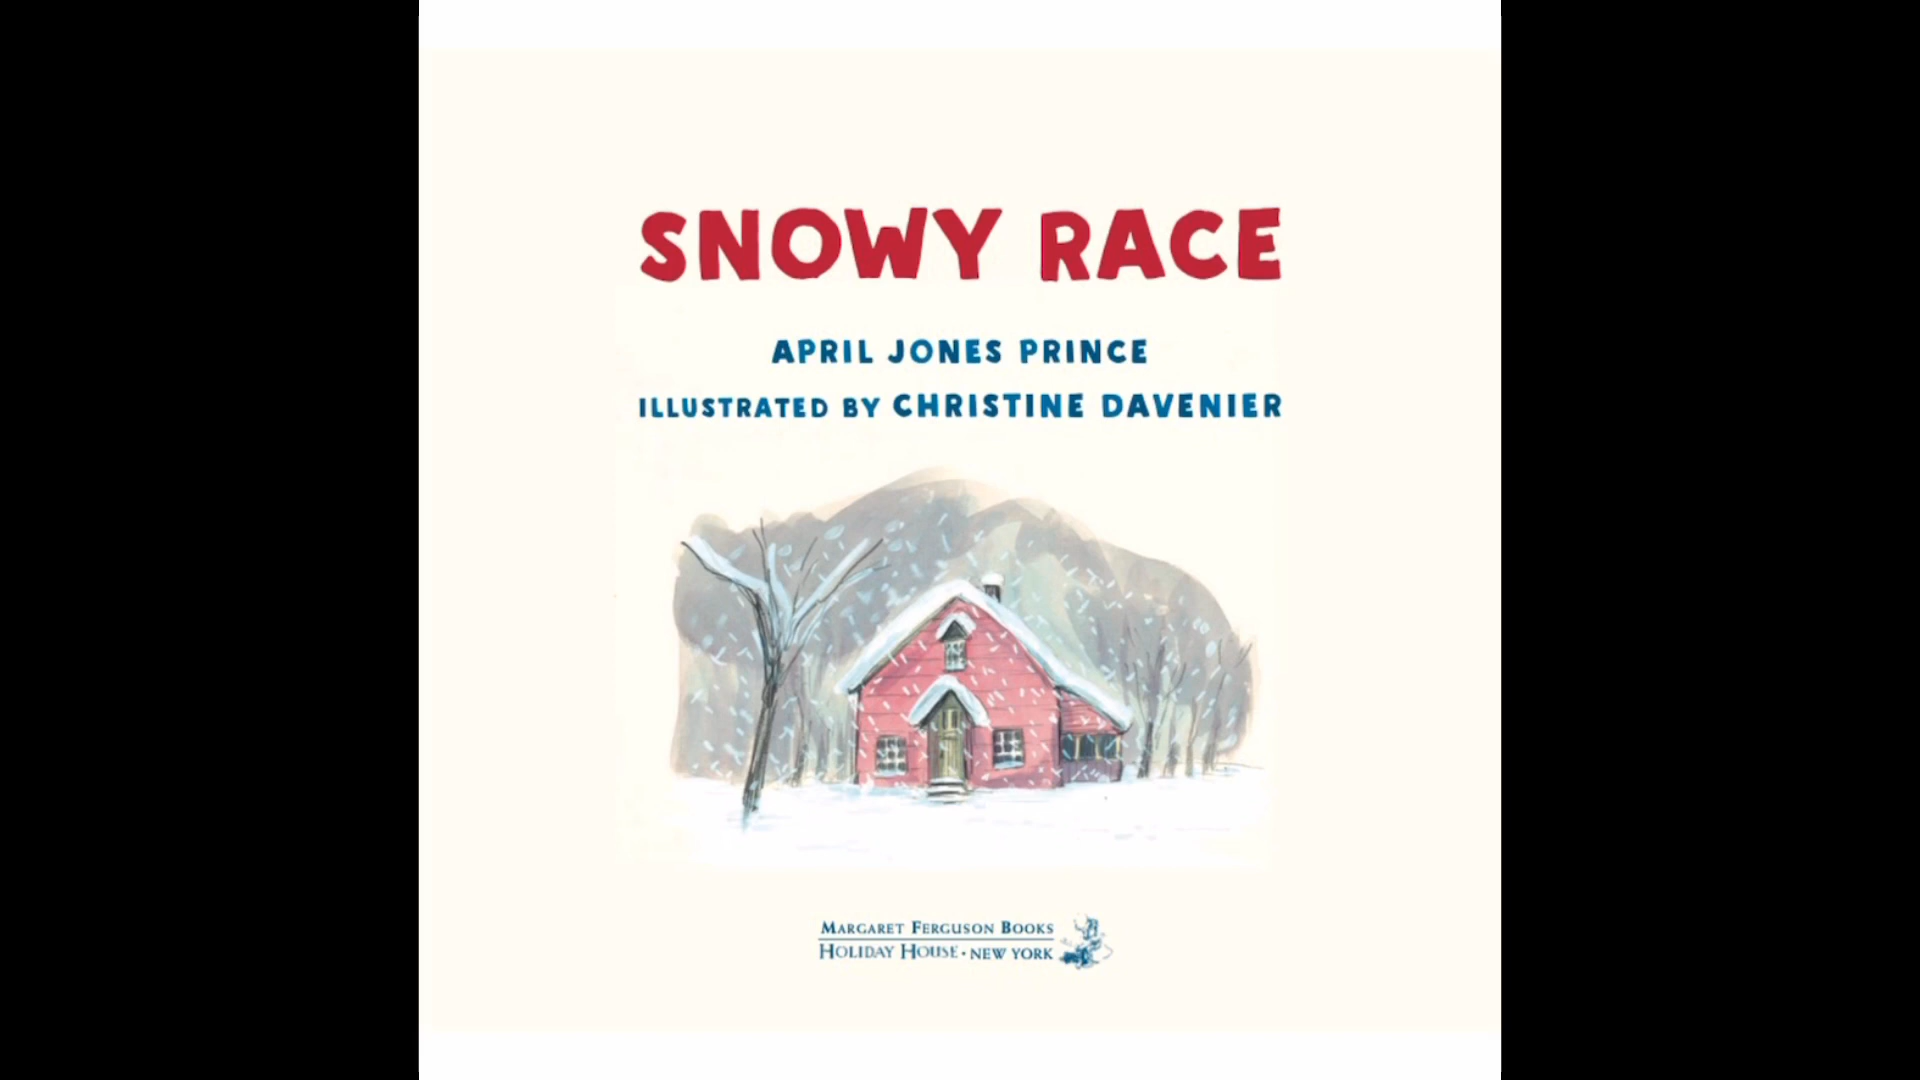 SNOWY RACE
APRIL JONES PRINCE
ILLUSTRATED BY CHRISTINE DAVENIER
MARGARET FERGUSON BOOKS
HOLIDAY HOUSE • NEW YORK